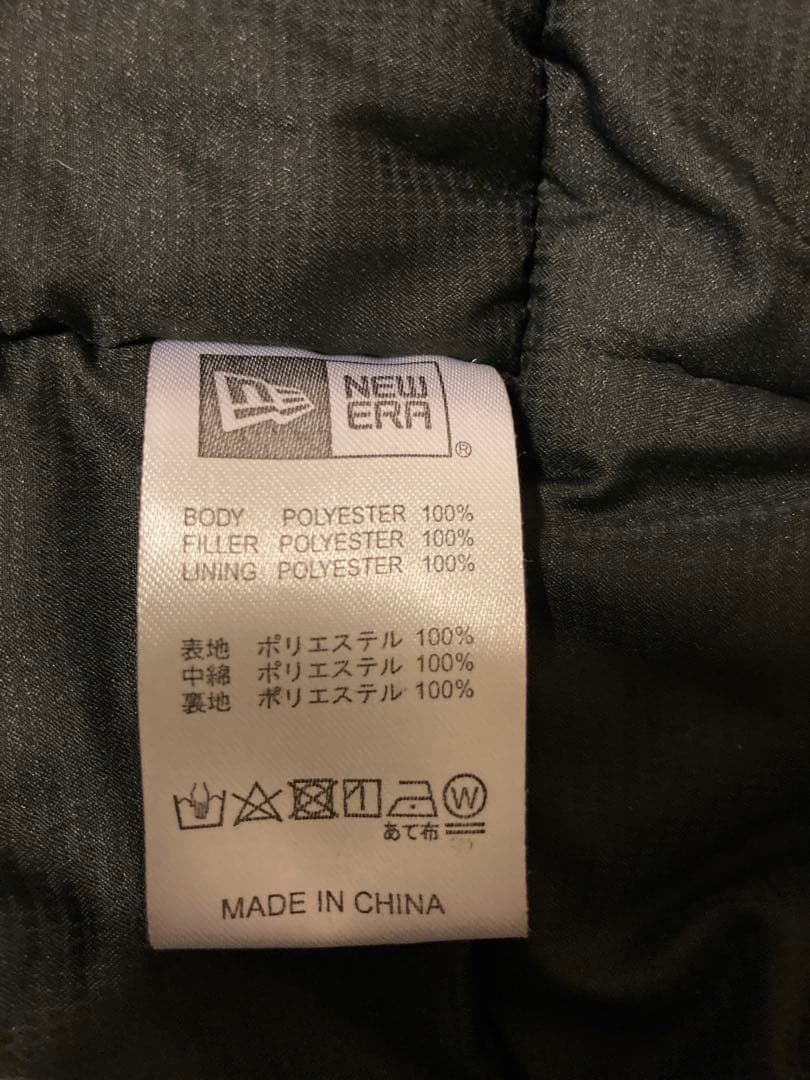 NEW
ERA
®
BODY POLYESTER 100%
FILLER POLYESTER 100%
LINING POLYESTER 100%
表地 ポリエステル 100%
中綿 ポリエステル 100%
裏地 ポリエステル 100%
W
あて布
MADE IN CHINA